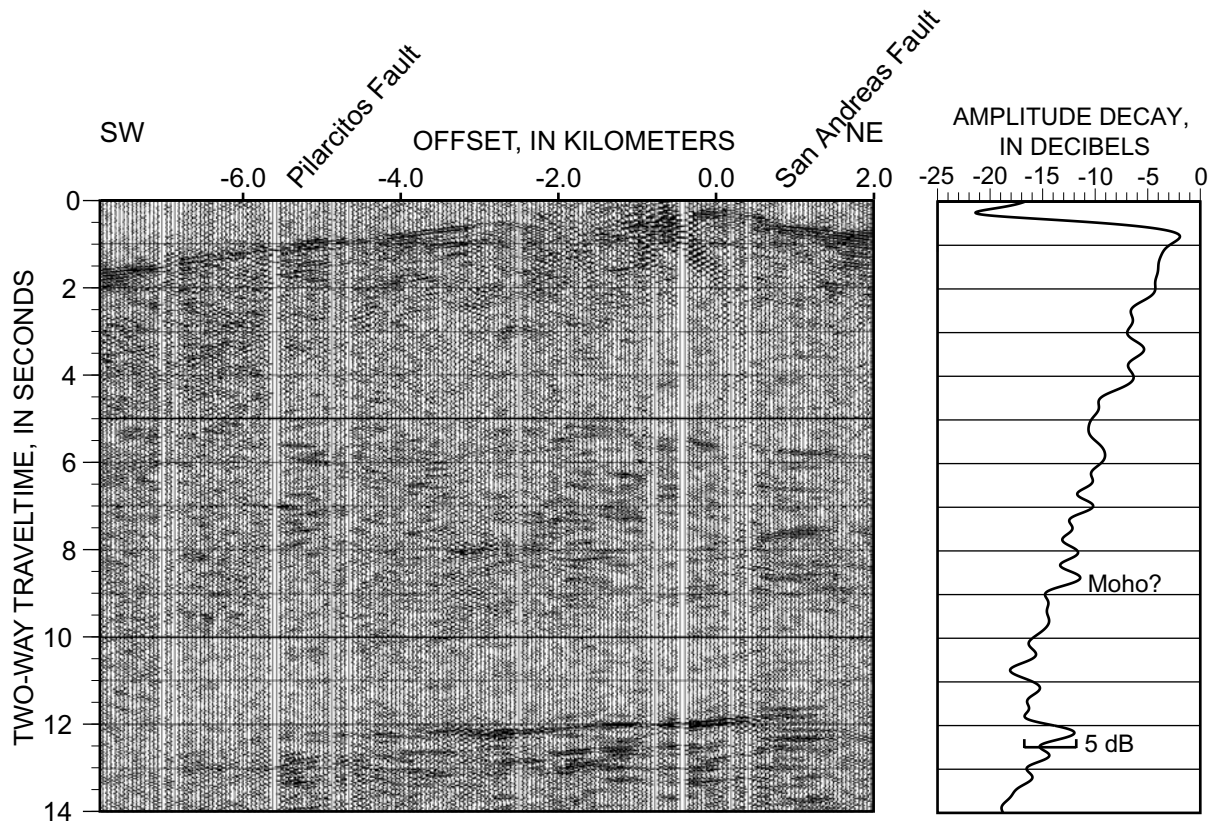 Pilarcitos Fault
San Andreas Fault
SW
OFFSET, IN KILOMETERS
NE
-6.0 -4.0 -2.0 0.0 2.0
TWO-WAY TRAVELTIME, IN SECONDS
0
2
4
6
8
10
12
14
AMPLITUDE DECAY,
IN DECIBELS
-25 -20 -15 -10 -5 0
Moho?
5 dB